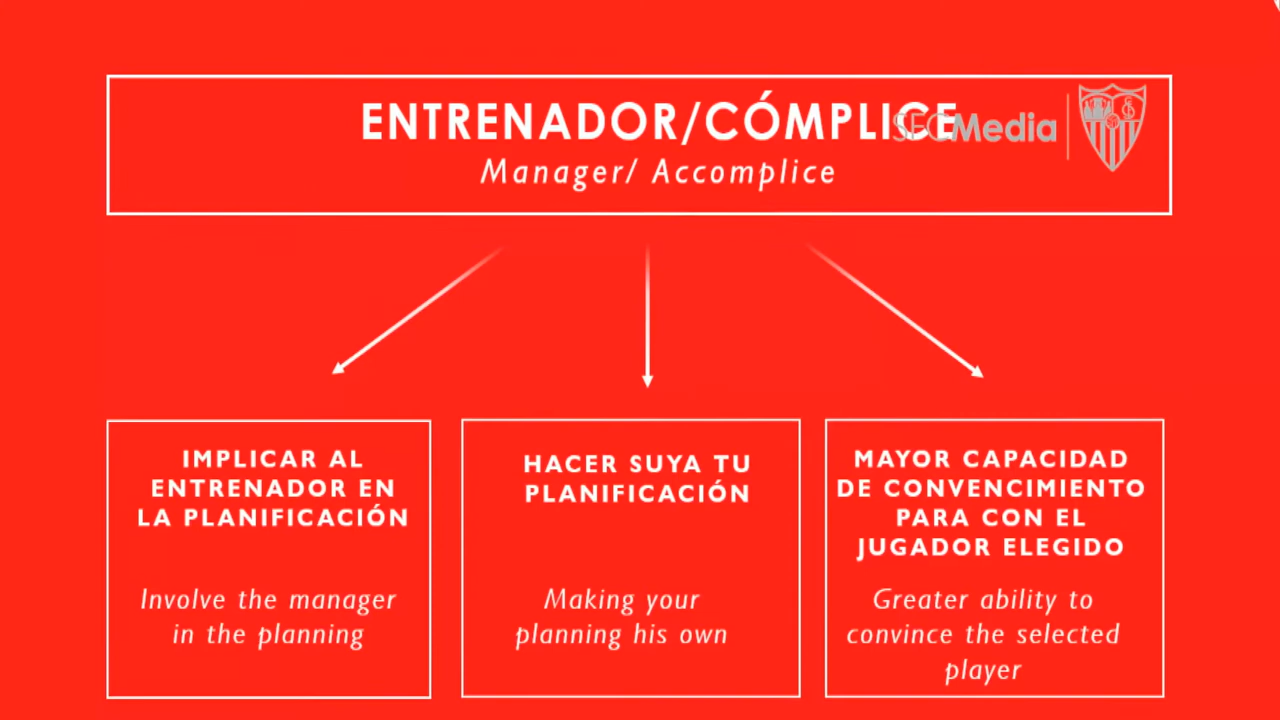 ENTRENADOR/CÓMPLICE
SFCMedia
Manager/ Accomplice
IMPLICAR AL
ENTRENADOR EN
LA PLANIFICACIÓN
Involve the manager
in the planning
HACER SUYA TU
PLANIFICACIÓN
Making your
planning his own
MAYOR CAPACIDAD
DE CONVENCIMIENTO
PARA CON EL
JUGADOR ELEGIDO
Greater ability to
convince the selected
player